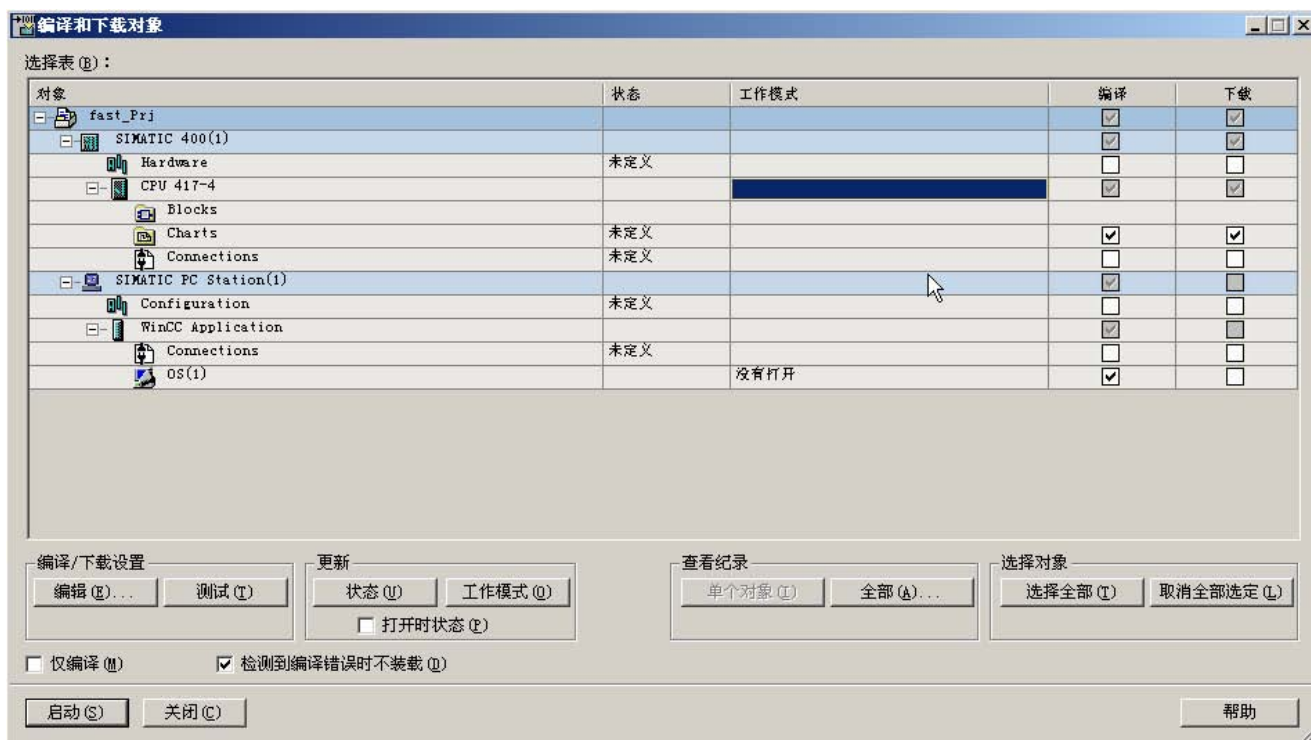 编译和下载对象
选择表(B)：
对象 状态 工作模式 编译 下载
fast_Prj
SIMATIC 400(1)
Hardware 未定义
CPU 417-4
Blocks
Charts 未定义
Connections 未定义
SIMATIC PC Station(1)
Configuration 未定义
WinCC Application
Connections 未定义
OS(1) 没有打开
编译/下载设置 更新 查看纪录 选择对象
编辑(E)... 测试(T) 状态(U) 工作模式(O) 单个对象(I) 全部(A)... 选择全部(T) 取消全部选定(L)
打开时状态(P)
仅编译(M) 检测到编译错误时不装载(D)
启动(S) 关闭(C) 帮助